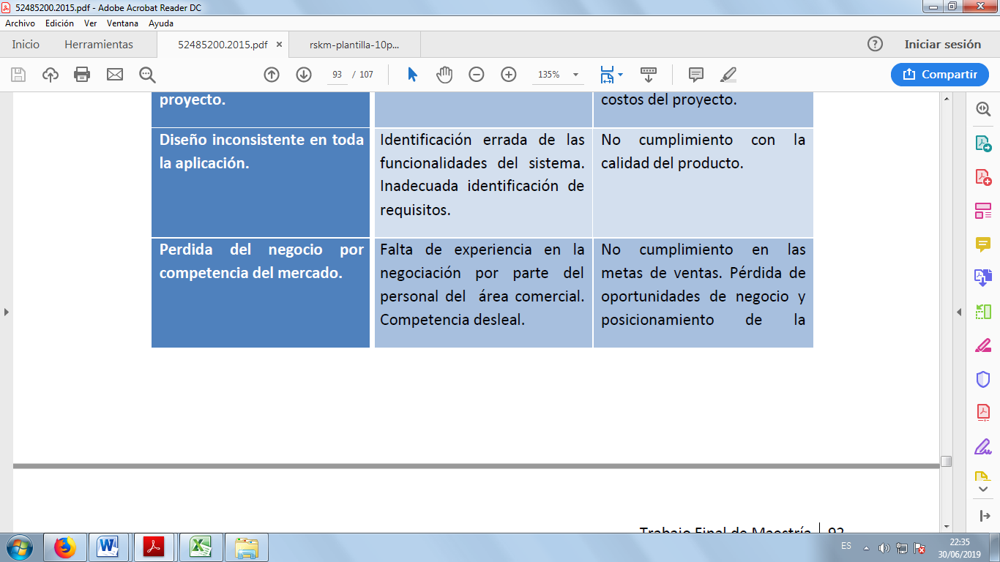 52485200.2015.pdf - Adobe Acrobat Reader DC
Archivo Edición Ver Ventana Ayuda
Inicio Herramientas 52485200.2015.pdf × rskm-plantilla-10p... Iniciar sesión
93 / 107 135% Compartir
proyecto.
costos del proyecto.
Diseño inconsistente en toda
la aplicación.
Identificación errada de las
funcionalidades del sistema.
Inadecuada identificación de
requisitos.
No cumplimiento con la
calidad del producto.
Perdida del negocio por
competencia del mercado.
Falta de experiencia en la
negociación por parte del
personal del área comercial.
Competencia desleal.
No cumplimiento en las
metas de ventas. Pérdida de
oportunidades de negocio y
posicionamiento de la
Trabajo Final de Maestría 92
ES
22:35
30/06/2019